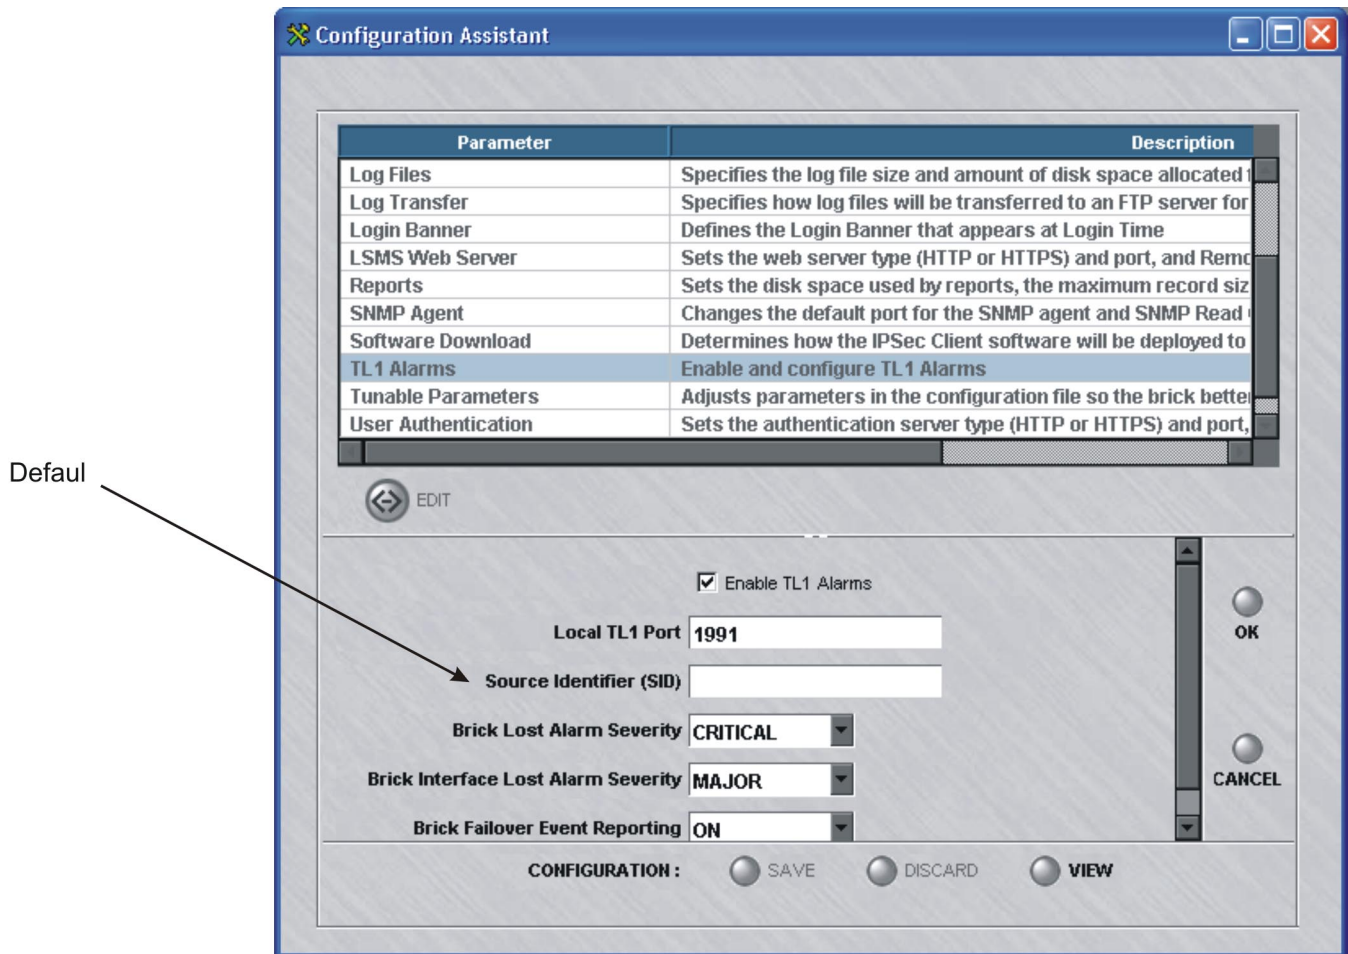 Configuration Assistant
Parameter Description
Log Files Specifies the log file size and amount of disk space allocated
Log Transfer Specifies how log files will be transferred to an FTP server for
Login Banner Defines the Login Banner that appears at Login Time
LSMS Web Server Sets the web server type (HTTP or HTTPS) and port, and Remo
Reports Sets the disk space used by reports, the maximum record siz
SNMP Agent Changes the default port for the SNMP agent and SNMP Read
Software Download Determines how the IPSec Client software will be deployed to
TL1 Alarms Enable and configure TL1 Alarms
Tunable Parameters Adjusts parameters in the configuration file so the brick better
User Authentication Sets the authentication server type (HTTP or HTTPS) and port,
Defaul
EDIT
Enable TL1 Alarms
Local TL1 Port 1991
OK
Source Identifier (SID)
Brick Lost Alarm Severity CRITICAL
Brick Interface Lost Alarm Severity MAJOR
CANCEL
Brick Failover Event Reporting ON
CONFIGURATION : SAVE DISCARD VIEW